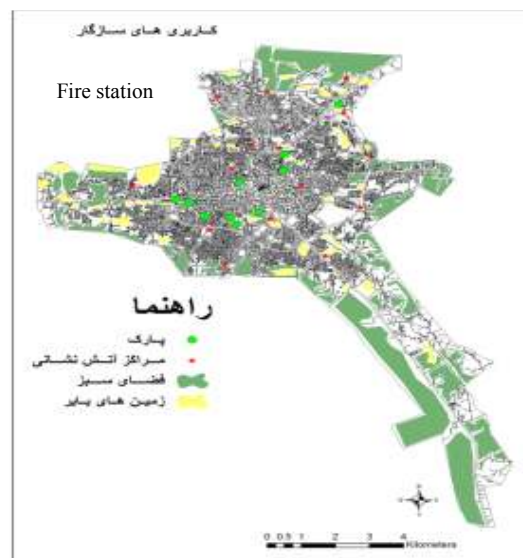 کاربری های سازگار
Fire station
راهنما
پارک
مراکز آتش نشانی
فضای سبز
زمین های بایر
0 0.5 1 2 3 4
Kilometers